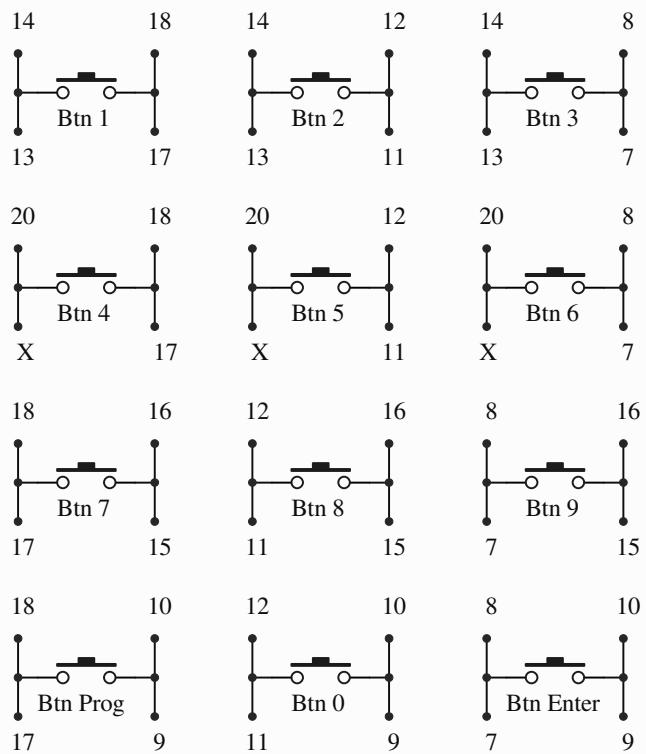 14 18 14 12 14 8
Btn 1 Btn 2 Btn 3
13 17 13 11 13 7
20 18 20 12 20 8
Btn 4 Btn 5 Btn 6
X 17 X 11 X 7
18 16 12 16 8 16
Btn 7 Btn 8 Btn 9
17 15 11 15 7 15
18 10 12 10 8 10
Btn Prog Btn 0 Btn Enter
17 9 11 9 7 9